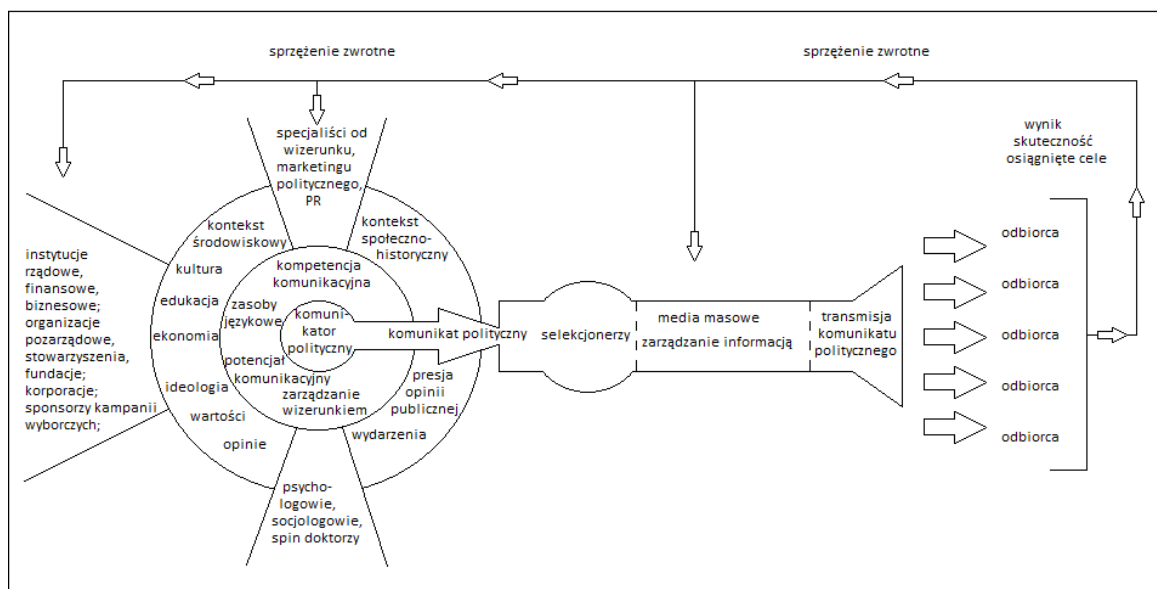 sprzężenie zwrotne
sprzężenie zwrotne
specjaliści od
wizerunku,
marketingu
politycznego,
PR
wynik
skuteczność
osiągnięte cele
instytucje
rządowe,
finansowe,
biznesowe;
organizacje
pozarządowe,
stowarzyszenia,
fundacje;
korporacje;
sponsorzy kampanii
wyborczych;
kontekst
środowiskowy
kultura
edukacja
ekonomia
ideologia
wartości
opinie
kontekst
społeczno-
historyczny
kompetencja
komunikacyjna
zasoby
językowe
komuni-
kator
polityczny
potencjał
komunikacyjny
zarządzanie
wizerunkiem
presja
opinii
publicznej
wydarzenia
psycho-
logowie,
socjologowie,
spin doktorzy
komunikat polityczny
selekcjonerzy
media masowe
zarządzanie informacją
transmisja
komunikatu
politycznego
odbiorca
odbiorca
odbiorca
odbiorca
odbiorca